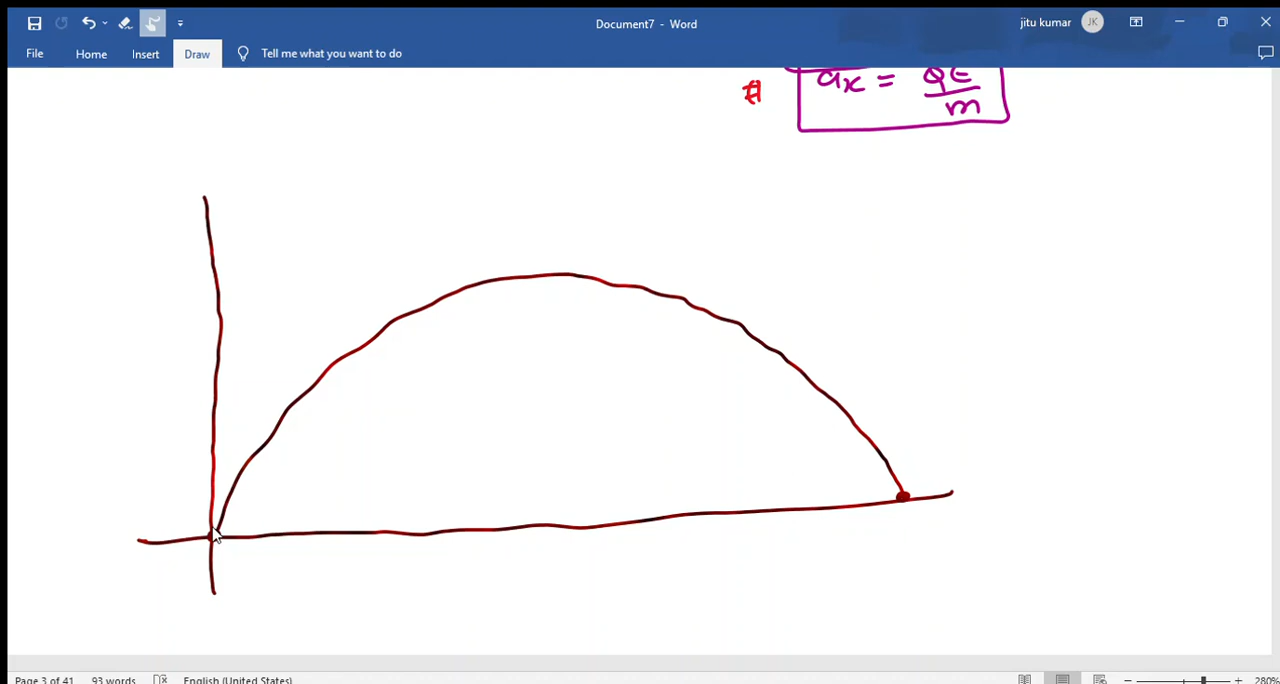 Document7 - Word
jitu kumar
JK
File
Home
Insert
Draw
Tell me what you want to do
ax = QE
m
Page 3 of 41
93 words
English (United States)
280%